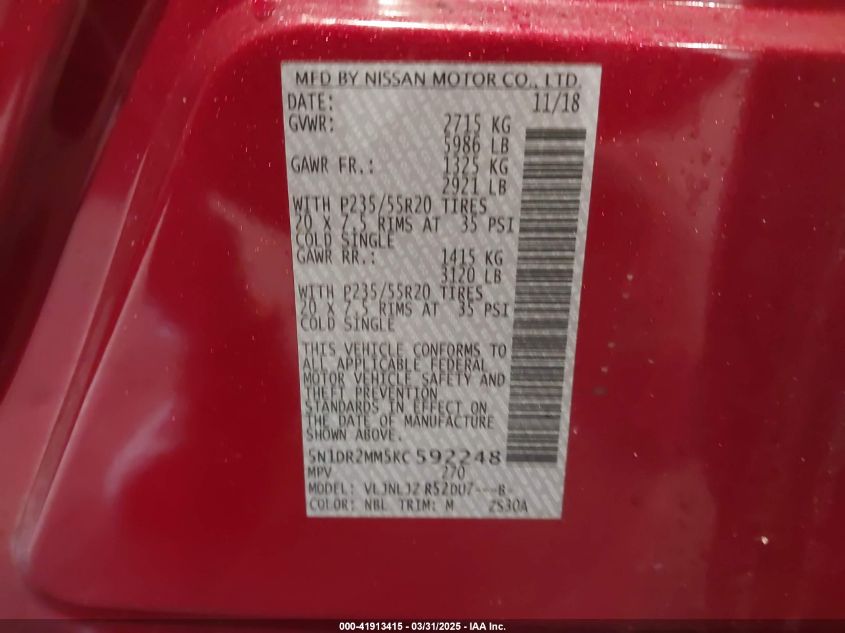 MFD BY NISSAN MOTOR CO., LTD.
DATE: 11/18
GVWR: 2715 KG
5986 LB
GAWR FR.: 1325 KG
2921 LB
WITH P235/55R20 TIRES
20 X 7.5 RIMS AT 35 PSI
COLD SINGLE
GAWR RR.: 1415 KG
3120 LB
WITH P235/55R20 TIRES
20 X 7.5 RIMS AT 35 PSI
COLD SINGLE
THIS VEHICLE CONFORMS TO
ALL APPLICABLE FEDERAL
MOTOR VEHICLE SAFETY AND
THEFT PREVENTION
STANDARDS IN EFFECT ON
THE DATE OF MANUFACTURE
SHOWN ABOVE.
5N1DR2MM5KC592248
MPV 270
MODEL: VLJNLJZ R52DUZ---B-
COLOR: NBL TRIM: M ZS30A
000-41913415 - 03/31/2025 - IAA Inc.